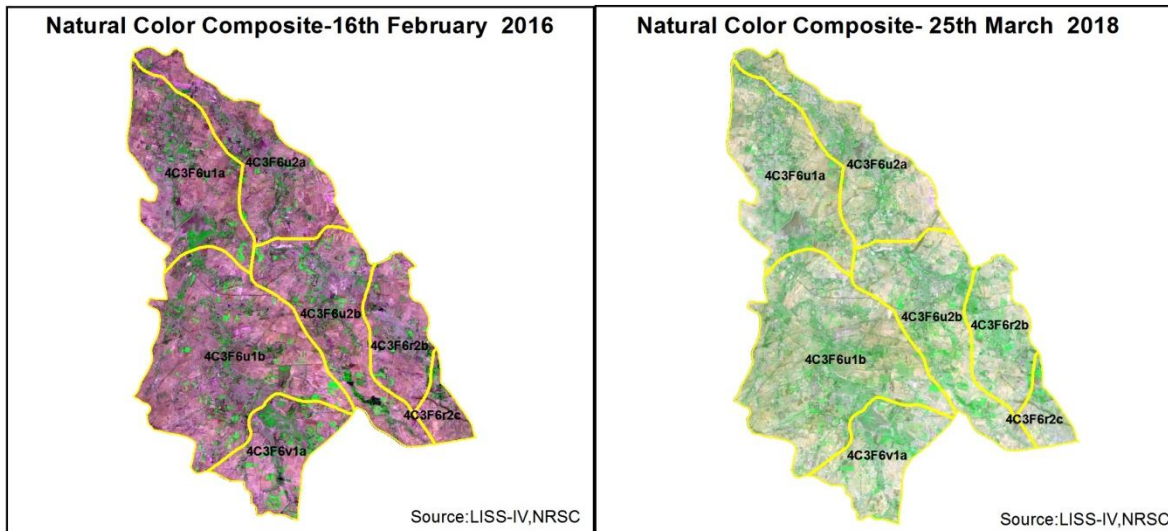 Natural Color Composite-16th February 2016
4C3F6u2a
4C3F6u1a
4C3F6u2b
4C3F6r2b
4C3F6u1b
4C3F6r2c
4C3F6v1a
Source:LISS-IV,NRSC
Natural Color Composite- 25th March 2018
4C3F6u2a
4C3F6u1a
4C3F6u2b
4C3F6r2b
4C3F6u1b
4C3F6r2c
4C3F6v1a
Source:LISS-IV,NRSC